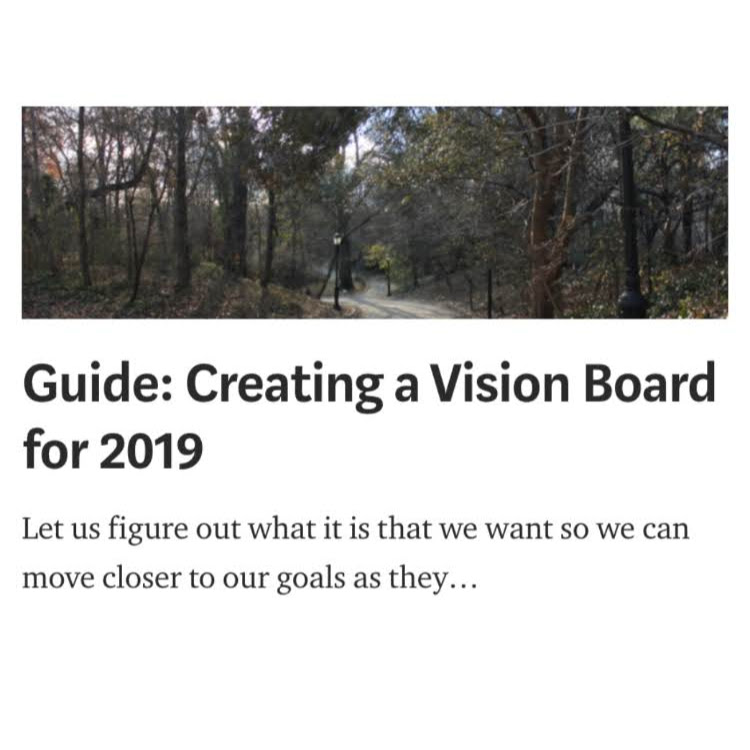 Guide: Creating a Vision Board
for 2019
Let us figure out what it is that we want so we can
move closer to our goals as they…